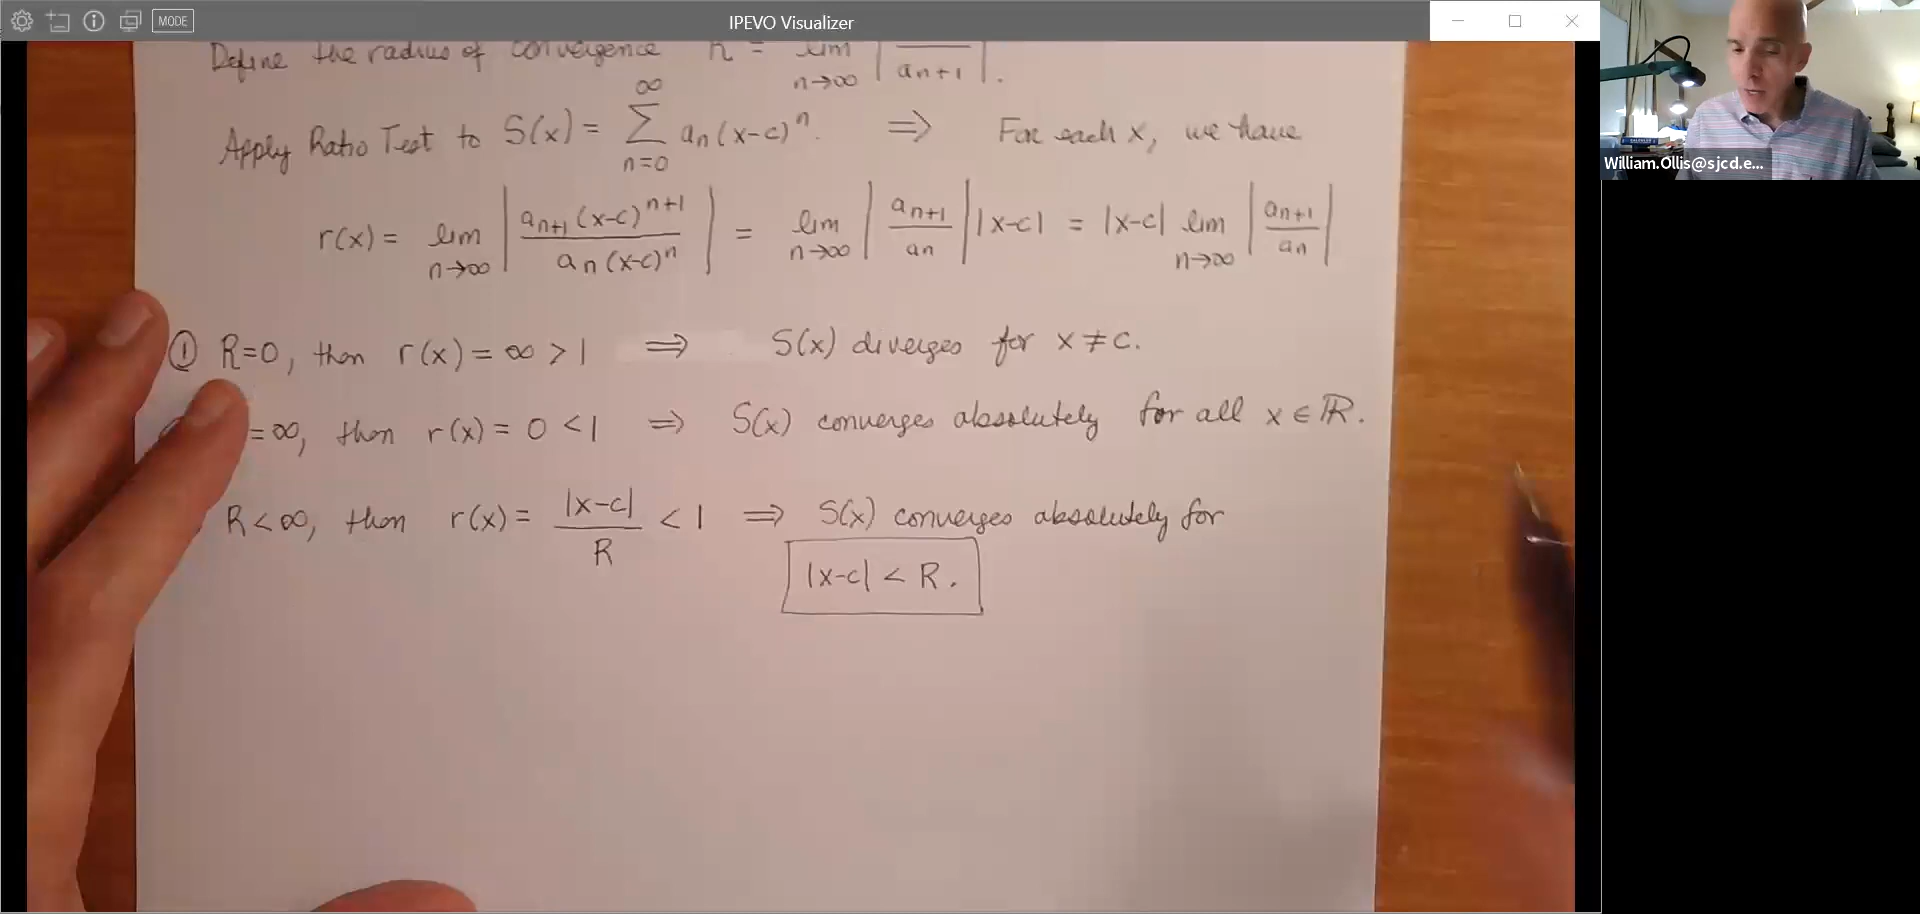 MODE
IPEVO Visualizer
William.Ollis@sjcd.e...
Define the radius of convergence R = lim n→∞ | / aₙ₊₁ |.
Apply Ratio Test to S(x) = ∑ n=0 ∞ aₙ(x-c)ⁿ. ⇒ For each x, we have
r(x) = lim n→∞ | aₙ₊₁(x-c)ⁿ⁺¹ / aₙ(x-c)ⁿ | = lim n→∞ | aₙ₊₁ / aₙ | |x-c| = |x-c| lim n→∞ | aₙ₊₁ / aₙ |
① R=0, then r(x) = ∞ > 1 ⇒ S(x) diverges for x ≠ c.
=∞, then r(x) = 0 < 1 ⇒ S(x) converges absolutely for all x ∈ ℝ.
R < ∞, then r(x) = |x-c| / R < 1 ⇒ S(x) converges absolutely for
|x-c| < R.